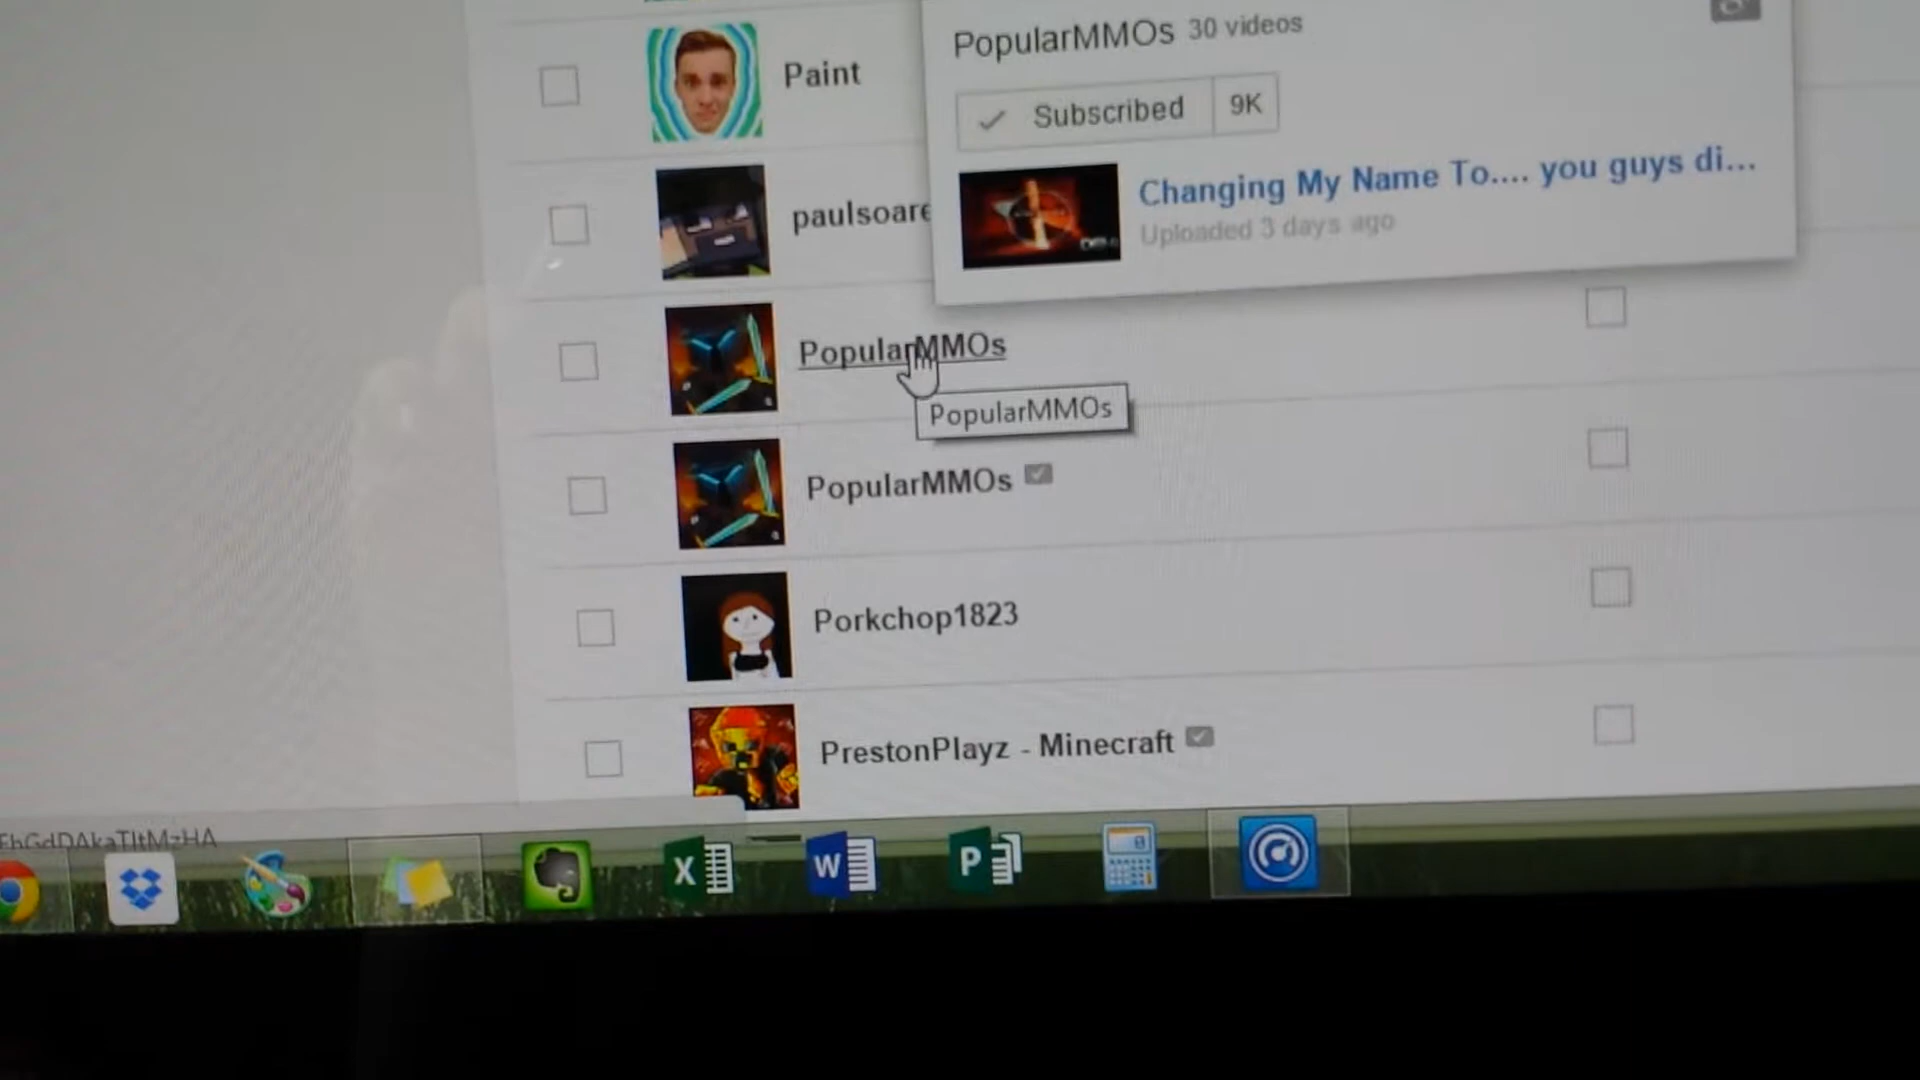 PopularMMOs 30 videos
Subscribed 9K
Changing My Name To.... you guys di...
Uploaded 3 days ago
Paint
paulsoare
PopularMMOs
PopularMMOs
PopularMMOs
Porkchop1823
PrestonPlayz - Minecraft
X
W
P